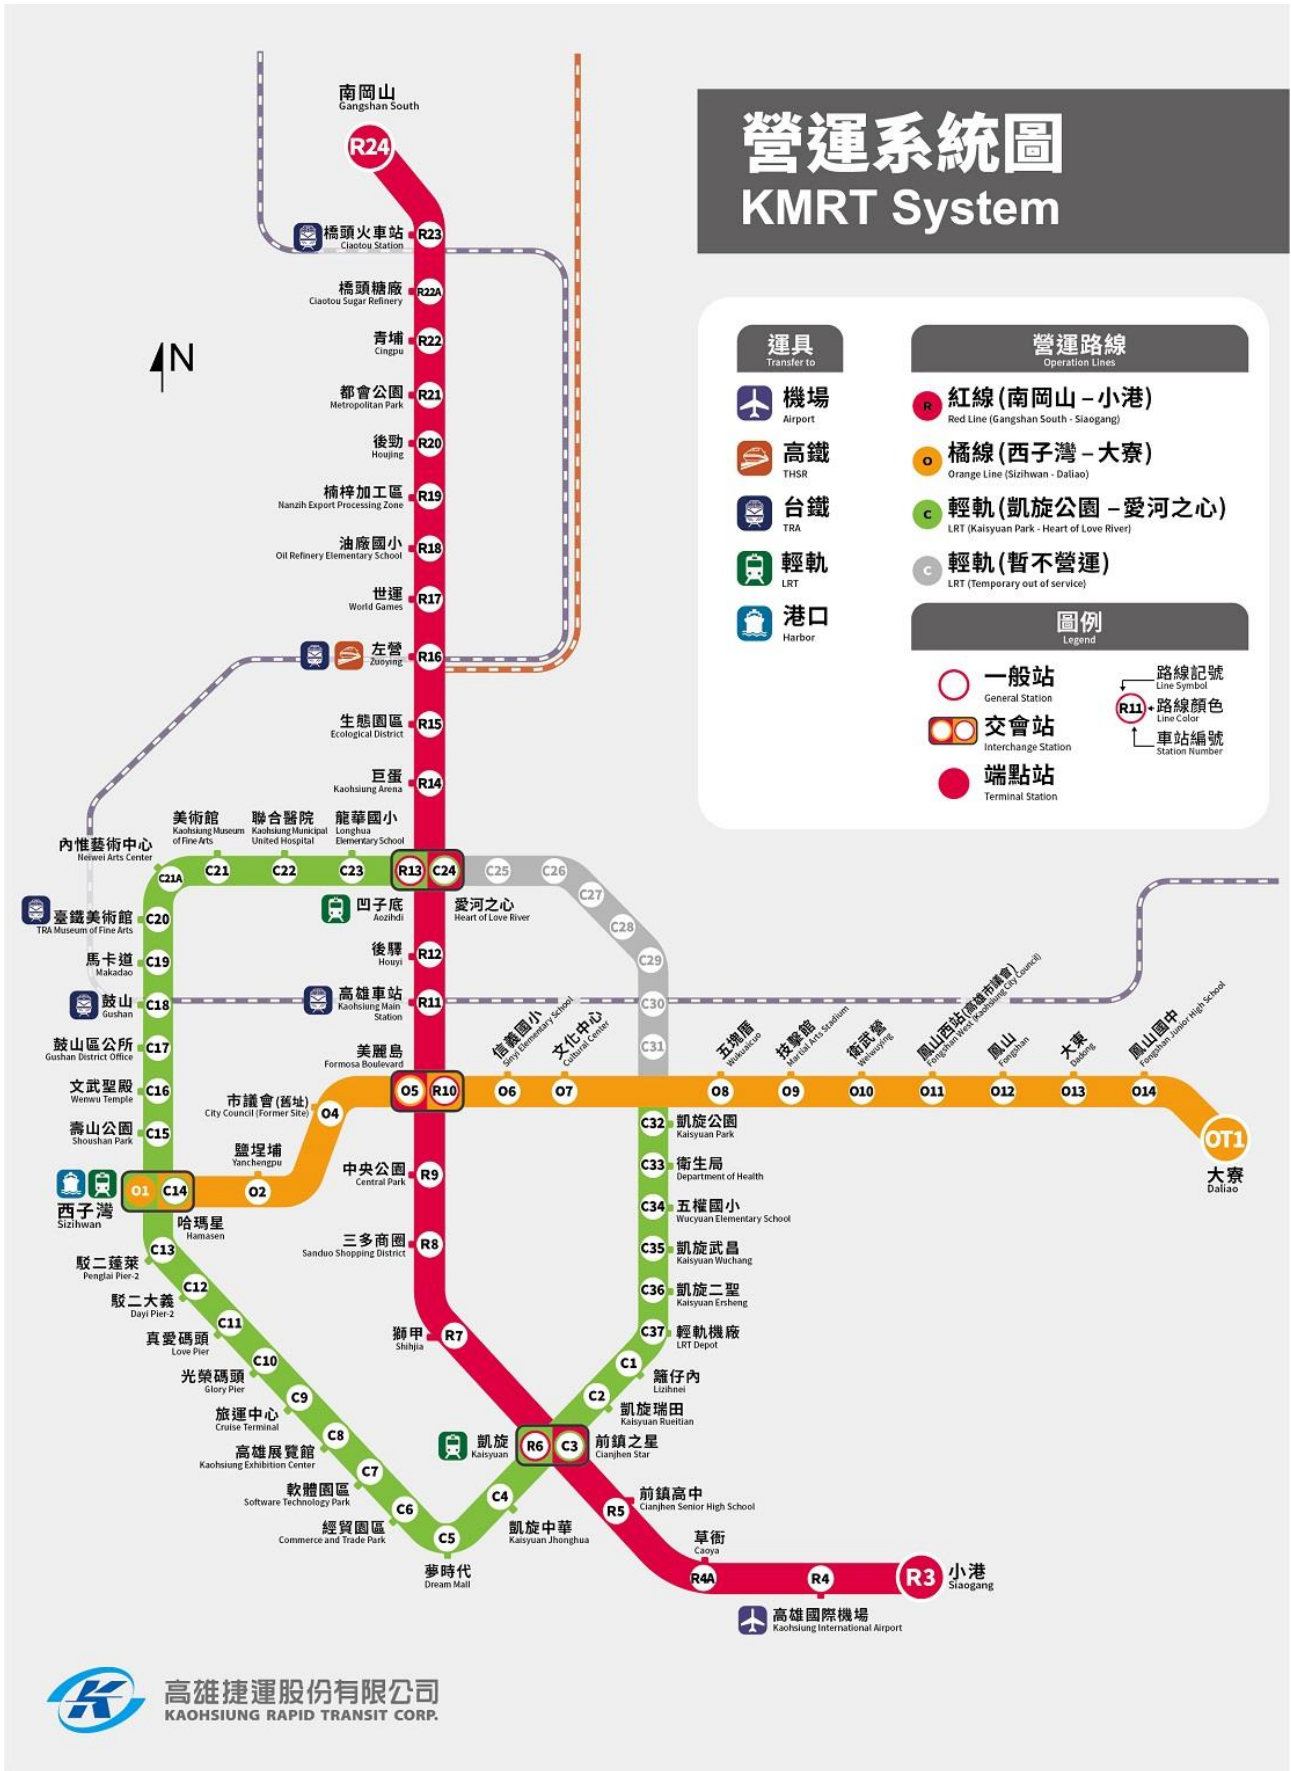 營運系統圖
KMRT System
運具
Transfer to
機場
Airport
高鐵
THSR
台鐵
TRA
輕軌
LRT
港口
Harbor
營運路線
Operation Lines
R
紅線(南岡山－小港)
Red Line (Gangshan South - Siaogang)
O
橘線(西子灣－大寮)
Orange Line (Sizihwan - Daliao)
C
輕軌(凱旋公園－愛河之心)
LRT (Kaisyuan Park - Heart of Love River)
C
輕軌(暫不營運)
LRT (Temporary out of service)
圖例
Legend
一般站
General Station
交會站
Interchange Station
端點站
Terminal Station
R11
路線記號
Line Symbol
路線顏色
Line Color
車站編號
Station Number
N
南岡山
Gangshan South
R24
橋頭火車站
Ciaotou Station
R23
橋頭糖廠
Ciaotou Sugar Refinery
R22A
青埔
Cingpu
R22
都會公園
Metropolitan Park
R21
後勁
Houjing
R20
楠梓加工區
Nanzih Export Processing Zone
R19
油廠國小
Oil Refinery Elementary School
R18
世運
World Games
R17
左營
Zuoying
R16
生態園區
Ecological District
R15
巨蛋
Kaohsiung Arena
R14
凹子底
Aozihdi
R13
C24
愛河之心
Heart of Love River
後驛
Houyi
R12
高雄車站
Kaohsiung Main
Station
R11
美麗島
Formosa Boulevard
O5
R10
中央公園
Central Park
R9
三多商圈
Sanduo Shopping District
R8
獅甲
Shihjia
R7
凱旋
Kaisyuan
R6
C3
前鎮之星
Cianjhen Star
R5
前鎮高中
Cianjhen Senior High School
草衙
Caoya
R4A
R4
高雄國際機場
Kaohsiung International Airport
R3
小港
Siaogang
龍華國小
Longhua
Elementary School
C23
聯合醫院
Kaohsiung Municipal
United Hospital
C22
美術館
Kaohsiung Museum
of Fine Arts
C21
內惟藝術中心
Neiwei Arts Center
C21A
臺鐵美術館
TRA Museum of Fine Arts
C20
馬卡道
Makadao
C19
鼓山
Gushan
C18
鼓山區公所
Gushan District Office
C17
文武聖殿
Wenwu Temple
C16
壽山公園
Shoushan Park
C15
西子灣
Sizihwan
O1
C14
哈瑪星
Hamasen
鹽埕埔
Yanchengpu
O2
市議會(舊址)
City Council (Former Site)
O4
信義國小
Sinyi Elementary School
O6
文化中心
Cultural Center
O7
五塊厝
Wukuaicuo
O8
技擊館
Martial Arts Stadium
O9
衛武營
Weiwuying
O10
鳳山西站(高雄市議會)
Fongshan West (Kaohsiung City Council)
O11
鳳山
Fongshan
O12
大東
Dadong
O13
鳳山國中
Fongshan Junior High School
O14
OT1
大寮
Daliao
C25
C26
C27
C28
C29
C30
C31
C32
凱旋公園
Kaisyuan Park
C33
衛生局
Department of Health
C34
五權國小
Wucyuan Elementary School
C35
凱旋武昌
Kaisyuan Wuchang
C36
凱旋二聖
Kaisyuan Ersheng
C37
輕軌機廠
LRT Depot
C1
籬仔內
Lizihnei
C2
凱旋瑞田
Kaisyuan Rueitian
C4
凱旋中華
Kaisyuan Jhonghua
C5
夢時代
Dream Mall
C6
經貿園區
Commerce and Trade Park
C7
軟體園區
Software Technology Park
C8
高雄展覽館
Kaohsiung Exhibition Center
C9
旅運中心
Cruise Terminal
C10
光榮碼頭
Glory Pier
C11
真愛碼頭
Love Pier
C12
駁二大義
Dayi Pier-2
C13
駁二蓬萊
Penglai Pier-2
高雄捷運股份有限公司
KAOHSIUNG RAPID TRANSIT CORP.